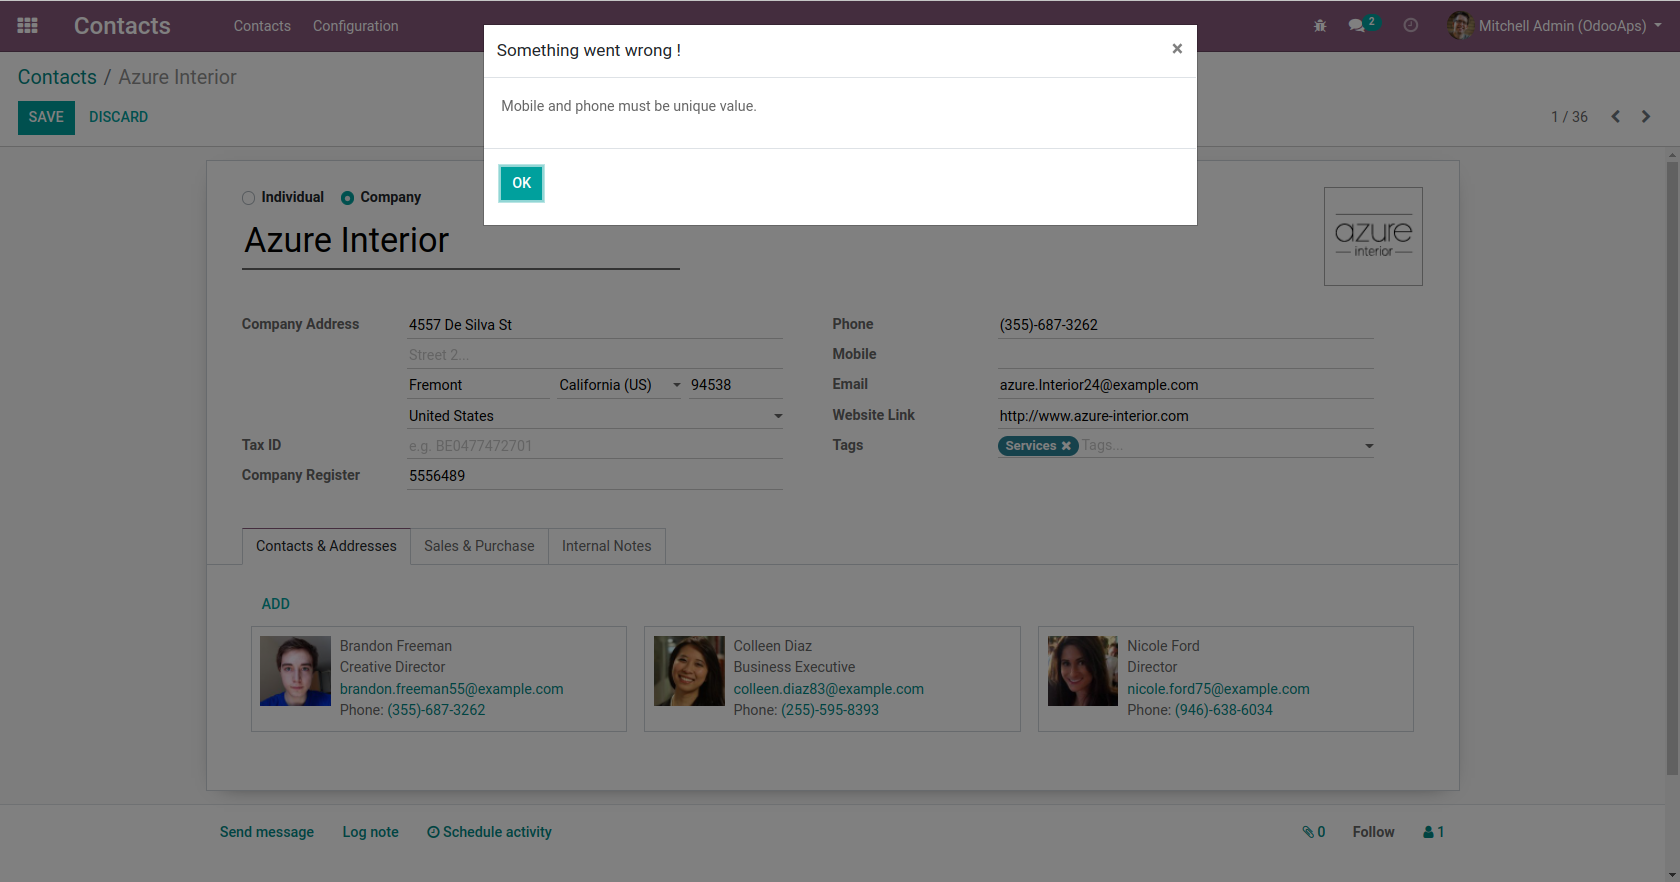 Contacts
Contacts Configuration
2
Mitchell Admin (OdooAps)
Something went wrong !
×
Mobile and phone must be unique value.
OK
Contacts / Azure Interior
SAVE DISCARD
1 / 36
Individual Company
Azure Interior
azure
interior
Company Address
4557 De Silva St
Street 2...
Fremont California (US) 94538
United States
Tax ID e.g. BE0477472701
Company Register 5556489
Phone (355)-687-3262
Mobile
Email azure.Interior24@example.com
Website Link http://www.azure-interior.com
Tags Services Tags...
Contacts & Addresses Sales & Purchase Internal Notes
ADD
Brandon Freeman
Creative Director
brandon.freeman55@example.com
Phone: (355)-687-3262
Colleen Diaz
Business Executive
colleen.diaz83@example.com
Phone: (255)-595-8393
Nicole Ford
Director
nicole.ford75@example.com
Phone: (946)-638-6034
Send message Log note Schedule activity
0 Follow 1